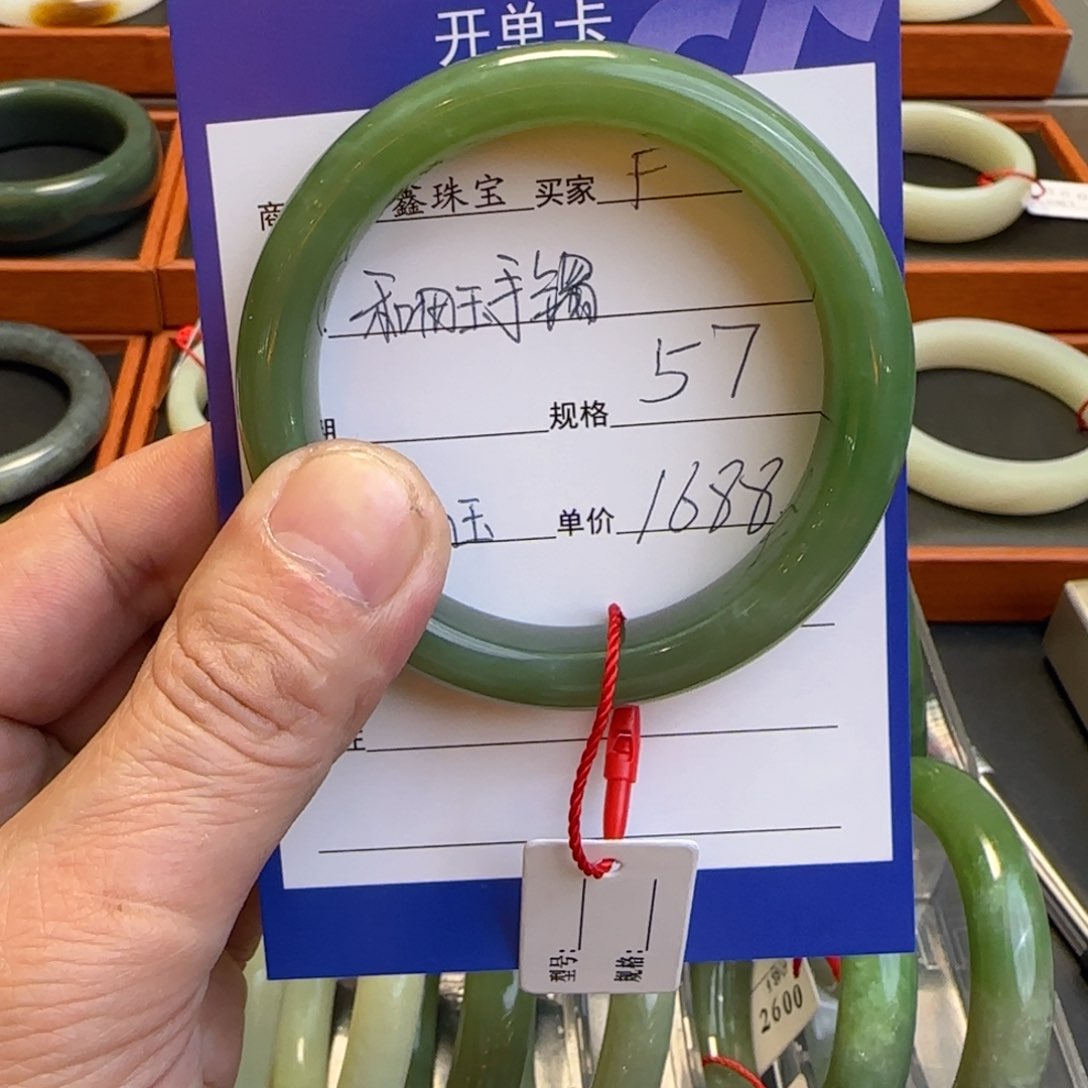 开单卡
商 鑫珠宝 买家 F
和田玉手镯
57
规格
玉 单价 1688
型号:
规格:
2600